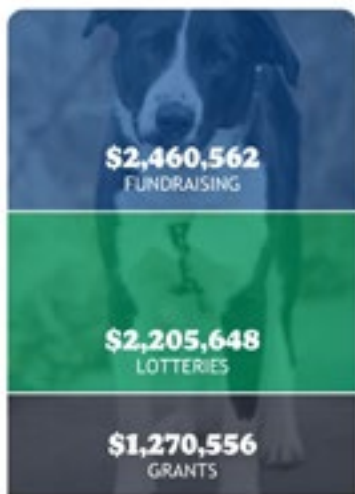 $2,460,562
FUNDRAISING
$2,205,648
LOTTERIES
$1,270,556
GRANTS